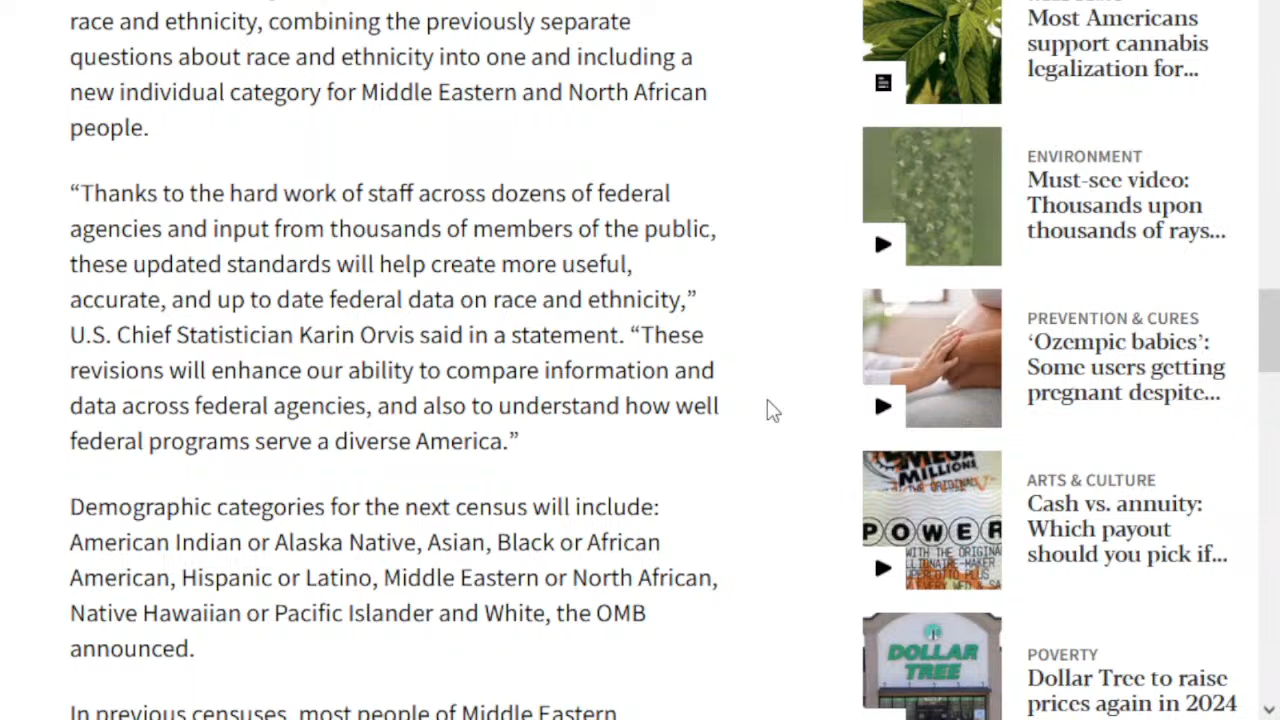 race and ethnicity, combining the previously separate
questions about race and ethnicity into one and including a
new individual category for Middle Eastern and North African
people.
“Thanks to the hard work of staff across dozens of federal
agencies and input from thousands of members of the public,
these updated standards will help create more useful,
accurate, and up to date federal data on race and ethnicity,”
U.S. Chief Statistician Karin Orvis said in a statement. “These
revisions will enhance our ability to compare information and
data across federal agencies, and also to understand how well
federal programs serve a diverse America.”
Demographic categories for the next census will include:
American Indian or Alaska Native, Asian, Black or African
American, Hispanic or Latino, Middle Eastern or North African,
Native Hawaiian or Pacific Islander and White, the OMB
announced.
In previous censuses, most people of Middle Eastern
Most Americans
support cannabis
legalization for...
ENVIRONMENT
Must-see video:
Thousands upon
thousands of rays...
PREVENTION & CURES
‘Ozempic babies’:
Some users getting
pregnant despite...
MEGA
MILLIONS
POWER
WITH THE ORIGINA
ARTS & CULTURE
Cash vs. annuity:
Which payout
should you pick if...
DOLLAR
TREE
POVERTY
Dollar Tree to raise
prices again in 2024